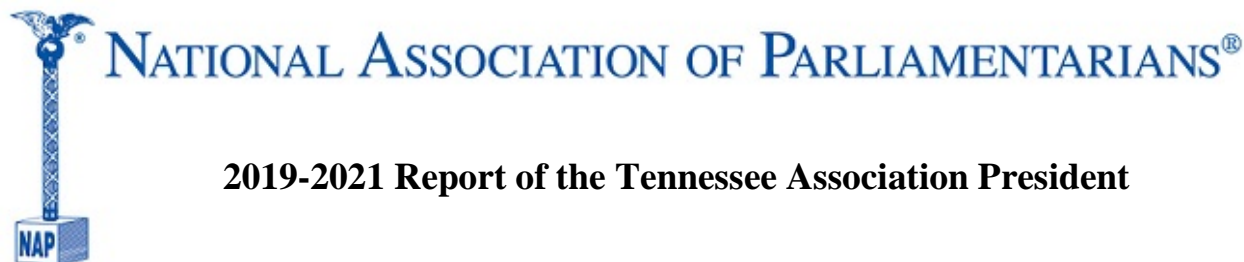 NATIONAL ASSOCIATION OF PARLIAMENTARIANS®
2019-2021 Report of the Tennessee Association President
NAP